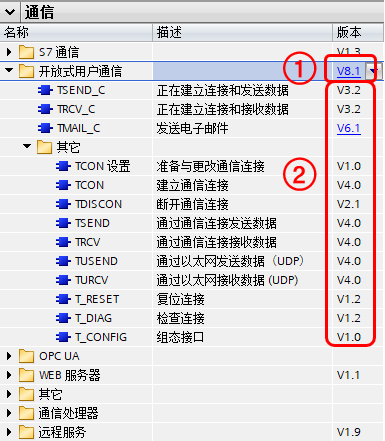 通信
名称 描述 版本
S7 通信 V1.3
开放式用户通信 ① V8.1
TSEND_C 正在建立连接和发送数据 V3.2
TRCV_C 正在建立连接和接收数据 V3.2
TMAIL_C 发送电子邮件 V6.1
其它
TCON 设置 准备与更改通信连接 ② V1.0
TCON 建立通信连接 V4.0
TDISCON 断开通信连接 V2.1
TSEND 通过通信连接发送数据 V4.0
TRCV 通过通信连接接收数据 V4.0
TUSEND 通过以太网发送数据（UDP） V4.0
TURCV 通过以太网接收数据 (UDP) V4.0
T_RESET 复位连接 V1.2
T_DIAG 检查连接 V1.2
T_CONFIG 组态接口 V1.0
OPC UA
WEB 服务器 V1.1
其它
通信处理器
远程服务 V1.9